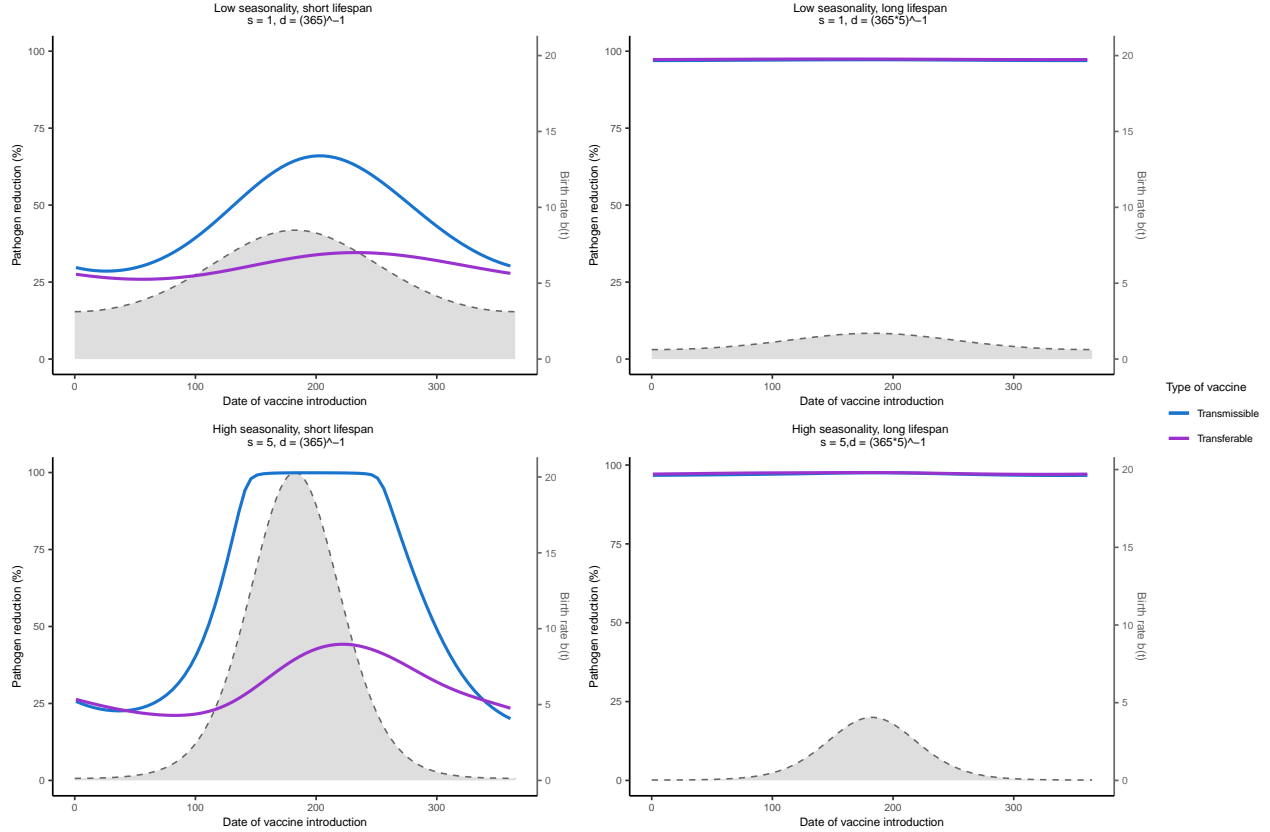 Low seasonality, short lifespan
s = 1, d = (365)^−1
100
75
50
25
0
Pathogen reduction (%)
20
15
10
5
0
Birth rate b(t)
0
100
200
300
Date of vaccine introduction
Low seasonality, long lifespan
s = 1, d = (365*5)^−1
100
75
50
25
0
Pathogen reduction (%)
20
15
10
5
0
Birth rate b(t)
0
100
200
300
Date of vaccine introduction
High seasonality, short lifespan
s = 5, d = (365)^−1
100
75
50
25
0
Pathogen reduction (%)
20
15
10
5
0
Birth rate b(t)
0
100
200
300
Date of vaccine introduction
High seasonality, long lifespan
s = 5,d = (365*5)^−1
100
75
50
25
0
Pathogen reduction (%)
20
15
10
5
0
Birth rate b(t)
0
100
200
300
Date of vaccine introduction
Type of vaccine
Transmissible
Transferable